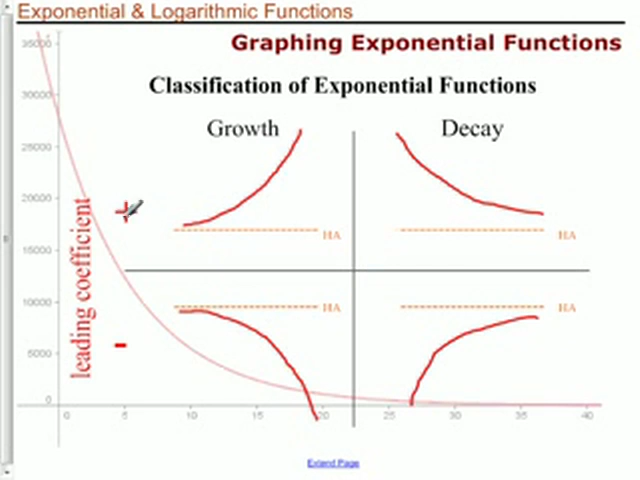 Exponential & Logarithmic Functions
Graphing Exponential Functions
Classification of Exponential Functions
Growth
Decay
leading coefficient
+
-
HA
HA
HA
HA
35000
30000
25000
20000
15000
10000
5000
0
0
5
10
15
20
25
30
35
40
Extend Page